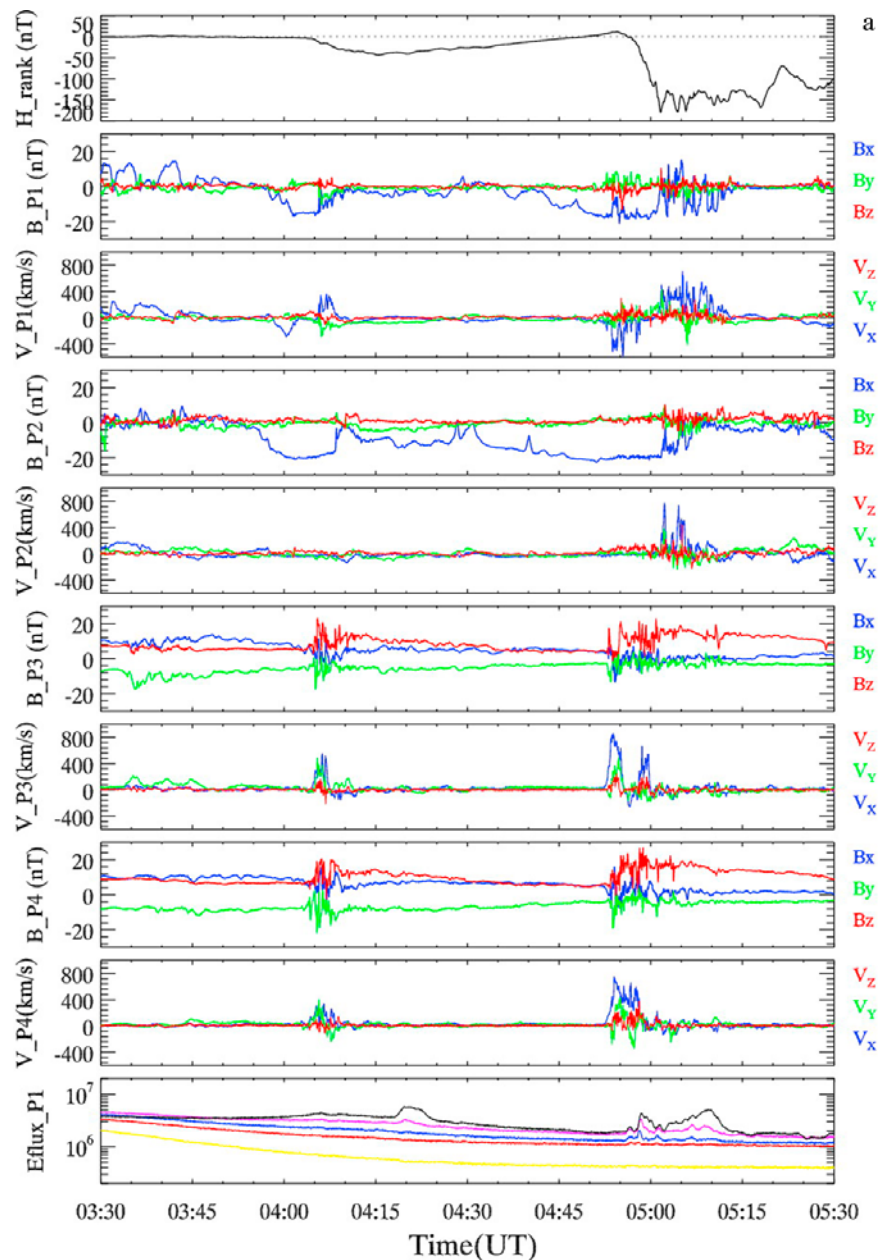 a
H_rank (nT)
50
0
-50
-100
-150
-200
B_P1 (nT)
20
0
-20
Bx
By
Bz
V_P1(km/s)
800
400
0
-400
VZ
VY
VX
B_P2 (nT)
20
0
-20
Bx
By
Bz
V_P2(km/s)
800
400
0
-400
VZ
VY
VX
B_P3 (nT)
20
0
-20
Bx
By
Bz
V_P3(km/s)
800
400
0
-400
VZ
VY
VX
B_P4 (nT)
20
0
-20
Bx
By
Bz
V_P4(km/s)
800
400
0
-400
VZ
VY
VX
Eflux_P1
10^7
10^6
03:30 03:45 04:00 04:15 04:30 04:45 05:00 05:15 05:30
Time(UT)